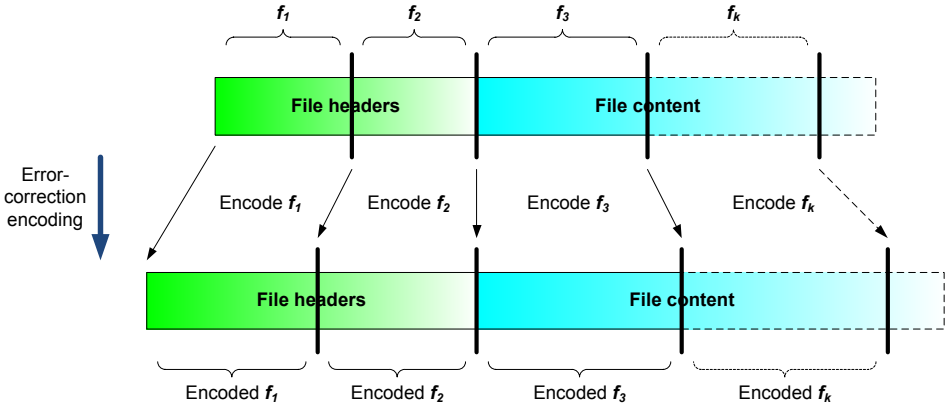 f1 f2 f3 fk
File headers File content
Error-
correction
encoding
Encode f1 Encode f2 Encode f3 Encode fk
File headers File content
Encoded f1 Encoded f2 Encoded f3 Encoded fk